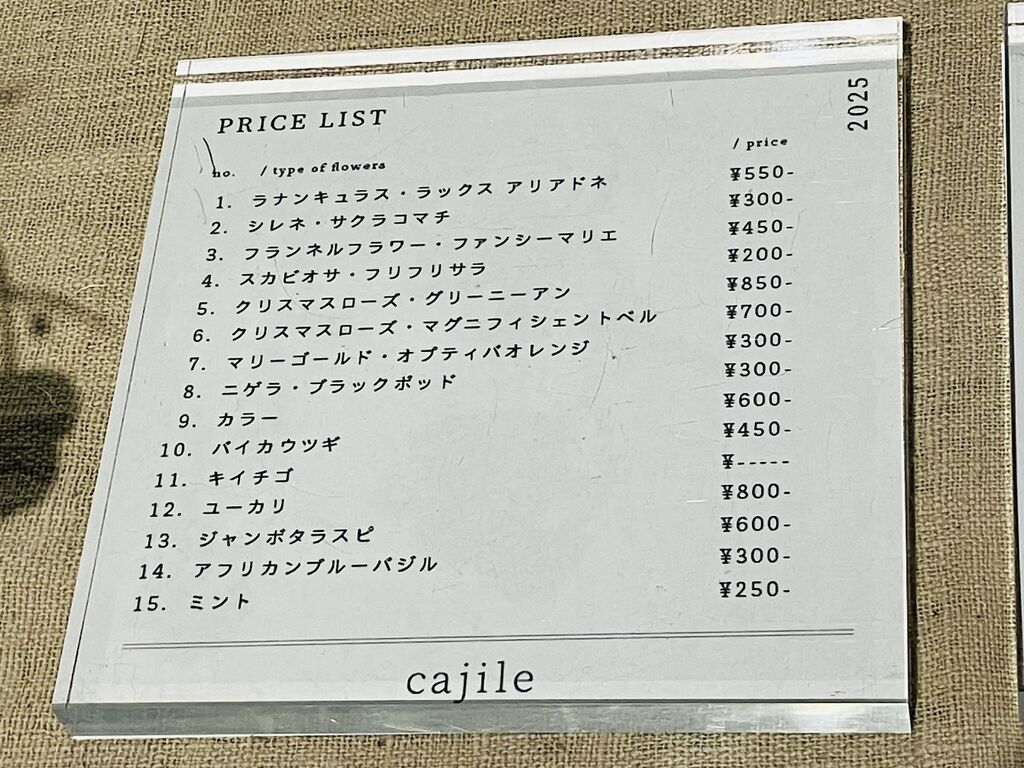 PRICE LIST
2025
no. / type of flowers / price
1. ラナンキュラス・ラックス アリアドネ ¥550-
2. シレネ・サクラコマチ ¥300-
3. フランネルフラワー・ファンシーマリエ ¥450-
4. スカビオサ・フリフリサラ ¥200-
5. クリスマスローズ・グリーニーアン ¥850-
6. クリスマスローズ・マグニフィシェントベル ¥700-
7. マリーゴールド・オプティバオレンジ ¥300-
8. ニゲラ・ブラックポッド ¥300-
9. カラー ¥600-
10. バイカウツギ ¥450-
11. キイチゴ ¥-----
12. ユーカリ ¥800-
13. ジャンボタラスピ ¥600-
14. アフリカンブルーバジル ¥300-
15. ミント ¥250-
cajile